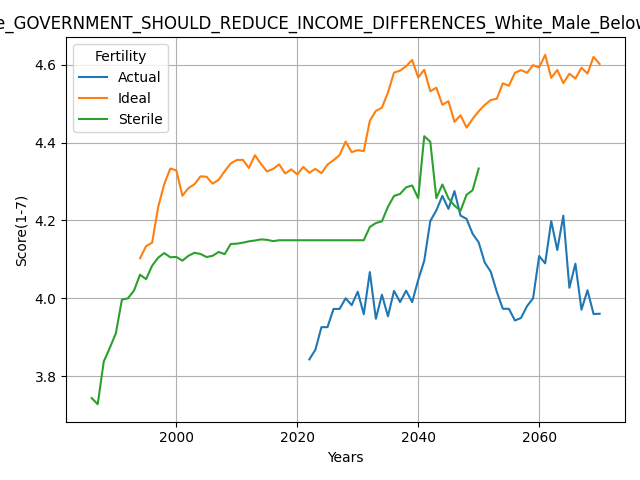 e_GOVERNMENT_SHOULD_REDUCE_INCOME_DIFFERENCES_White_Male_Below
Fertility
Actual
Ideal
Sterile
Score(1-7)
4.6
4.4
4.2
4.0
3.8
2000 2020 2040 2060
Years